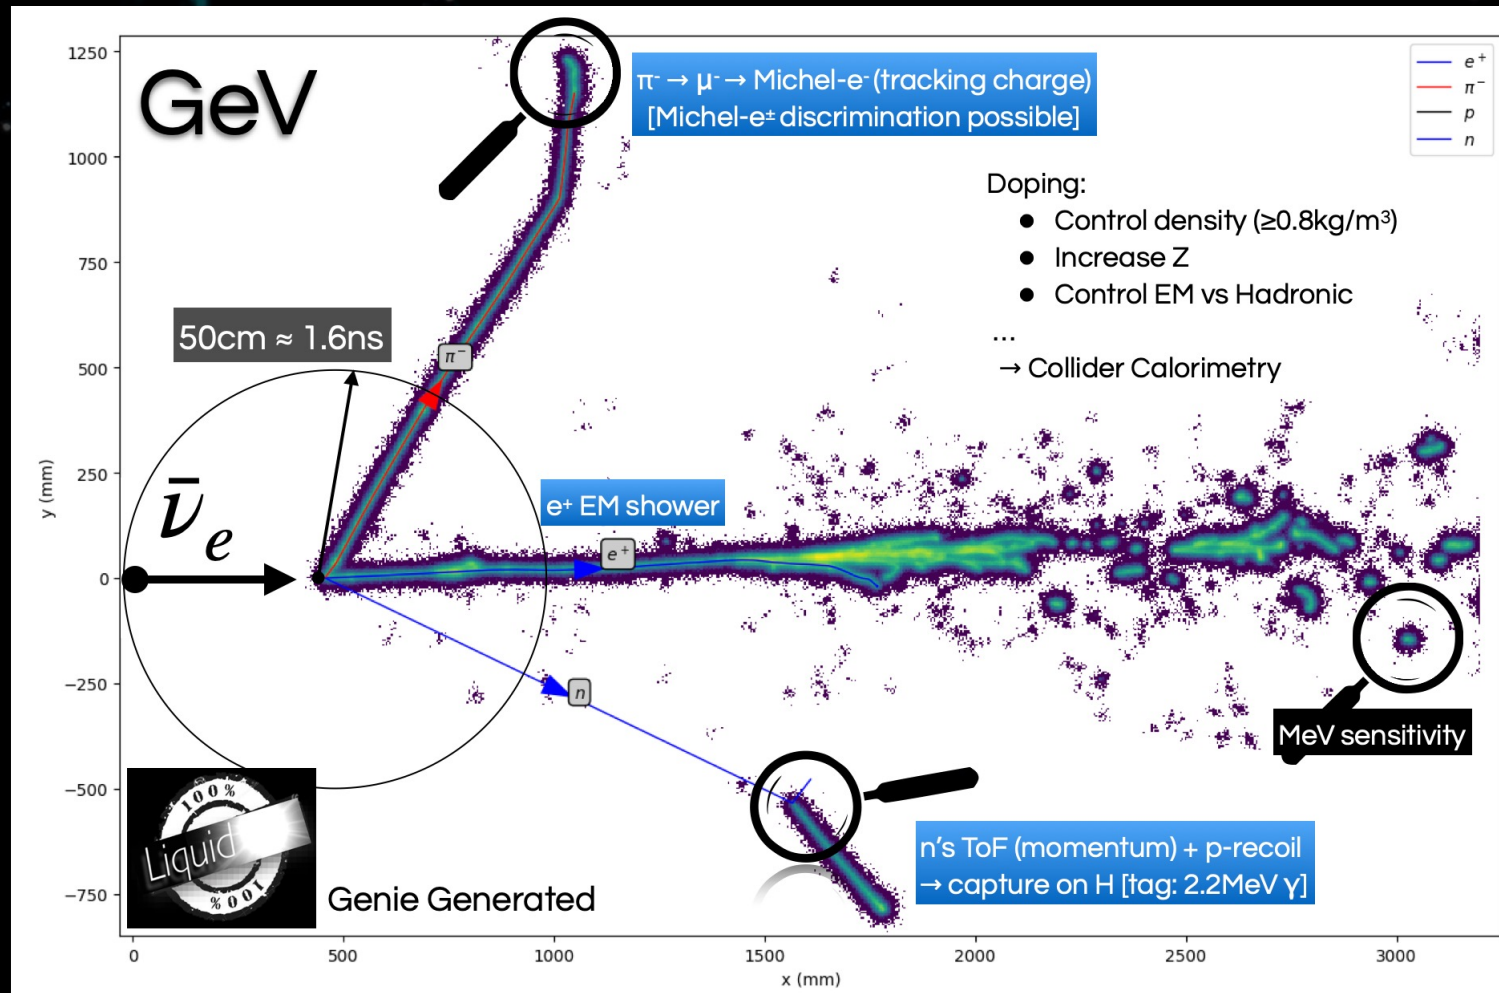 GeV
π⁻ → μ⁻ → Michel-e⁻ (tracking charge)
[Michel-e± discrimination possible]
e⁺
π⁻
p
n
Doping:
● Control density (≥0.8kg/m³)
● Increase Z
● Control EM vs Hadronic
...
→ Collider Calorimetry
50cm ≈ 1.6ns
π⁻
ν̄e
e⁺ EM shower
e⁺
n
MeV sensitivity
n's ToF (momentum) + p-recoil
→ capture on H [tag: 2.2MeV γ]
100%
Liquid
100%
Genie Generated
y (mm)
1250
1000
750
500
250
0
−250
−500
−750
0 500 1000 1500 2000 2500 3000
x (mm)